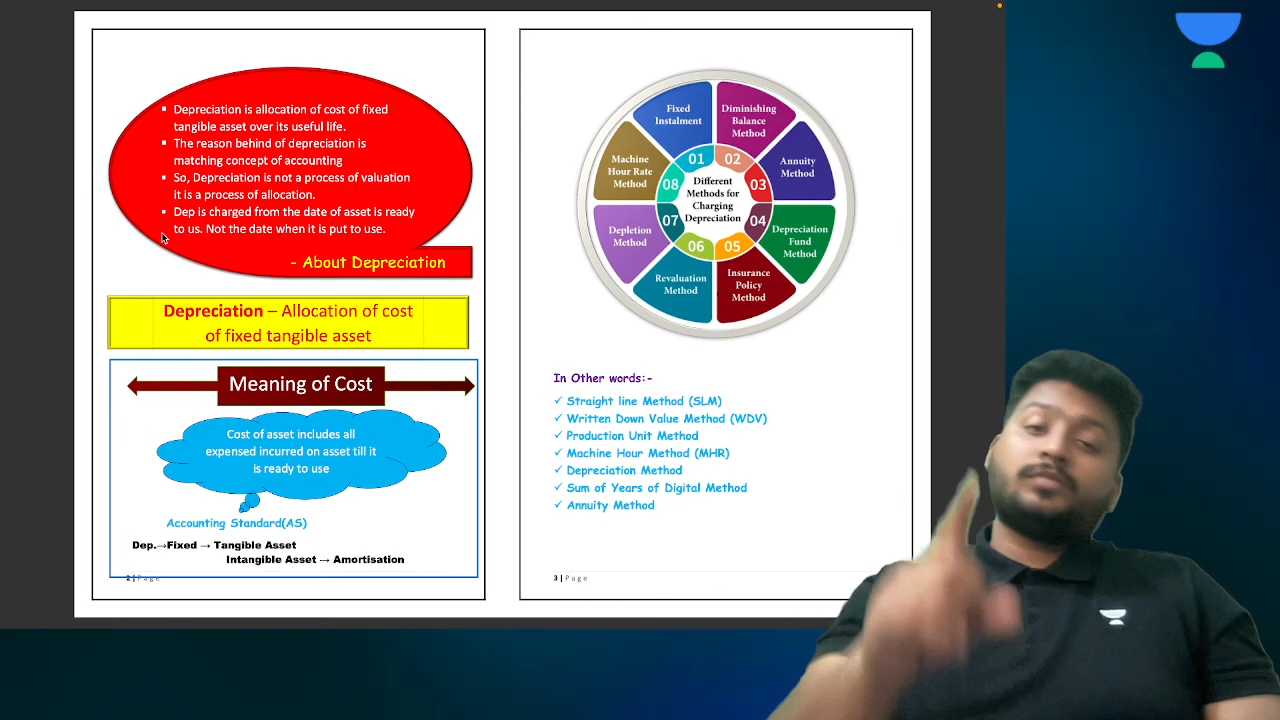 ▪ Depreciation is allocation of cost of fixed
tangible asset over its useful life.
▪ The reason behind of depreciation is
matching concept of accounting
▪ So, Depreciation is not a process of valuation
it is a process of allocation.
▪ Dep is charged from the date of asset is ready
to us. Not the date when it is put to use.
- About Depreciation
Depreciation – Allocation of cost
of fixed tangible asset
Meaning of Cost
Cost of asset includes all
expensed incurred on asset till it
is ready to use
Accounting Standard(AS)
Dep.→Fixed → Tangible Asset
Intangible Asset → Amortisation
2 | Page
Different
Methods for
Charging
Depreciation
01
Fixed
Instalment
02
Diminishing
Balance
Method
03
Annuity
Method
04
Depreciation
Fund
Method
05
Insurance
Policy
Method
06
Revaluation
Method
07
Depletion
Method
08
Machine
Hour Rate
Method
In Other words:-
✓ Straight line Method (SLM)
✓ Written Down Value Method (WDV)
✓ Production Unit Method
✓ Machine Hour Method (MHR)
✓ Depreciation Method
✓ Sum of Years of Digital Method
✓ Annuity Method
3 | Page